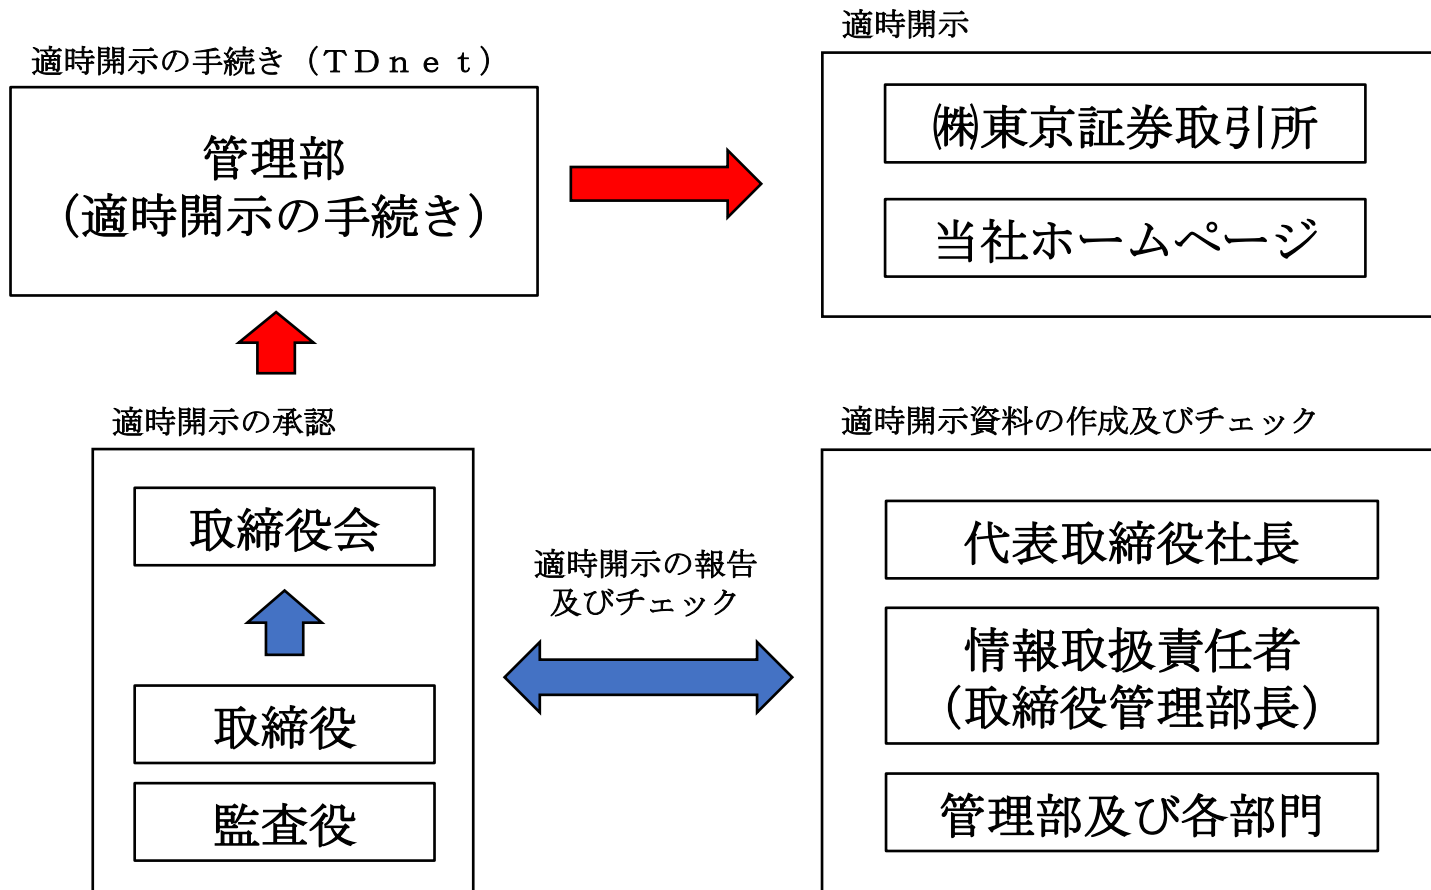 適時開示の手続き（ＴＤｎｅｔ）
管理部
（適時開示の手続き）
適時開示
㈱東京証券取引所
当社ホームページ
適時開示の承認
取締役会
取締役
監査役
適時開示の報告
及びチェック
適時開示資料の作成及びチェック
代表取締役社長
情報取扱責任者
（取締役管理部長）
管理部及び各部門